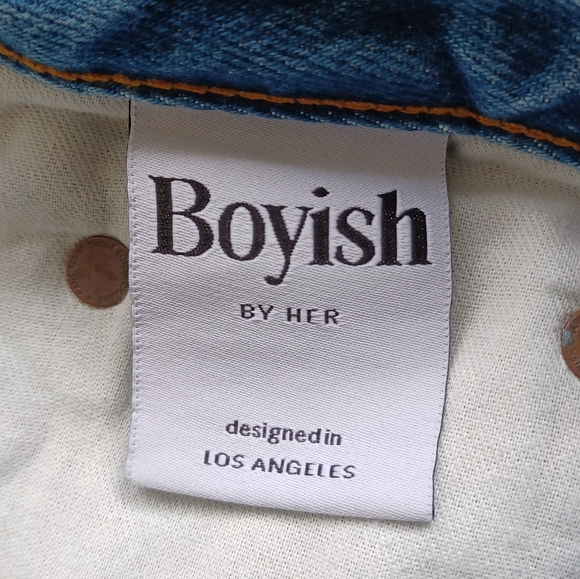 Boyish
BY HER
designed in
LOS ANGELES